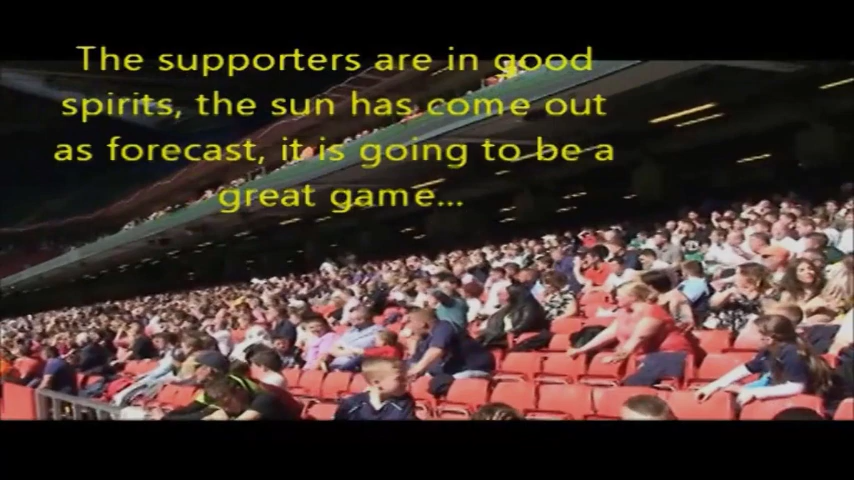 The supporters are in good
spirits, the sun has come out
as forecast, it is going to be a
great game...